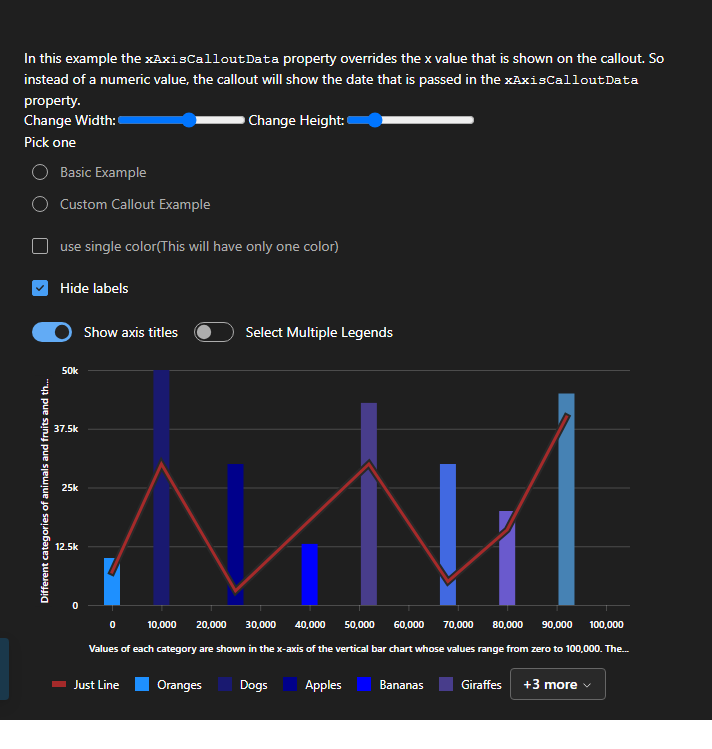 In this example the xAxisCalloutData property overrides the x value that is shown on the callout. So
instead of a numeric value, the callout will show the date that is passed in the xAxisCalloutData
property.
Change Width: Change Height:
Pick one
Basic Example
Custom Callout Example
use single color(This will have only one color)
Hide labels
Show axis titles Select Multiple Legends
Different categories of animals and fruits and th...
50k
37.5k
25k
12.5k
0
0 10,000 20,000 30,000 40,000 50,000 60,000 70,000 80,000 90,000 100,000
Values of each category are shown in the x-axis of the vertical bar chart whose values range from zero to 100,000. The...
Just Line Oranges Dogs Apples Bananas Giraffes +3 more